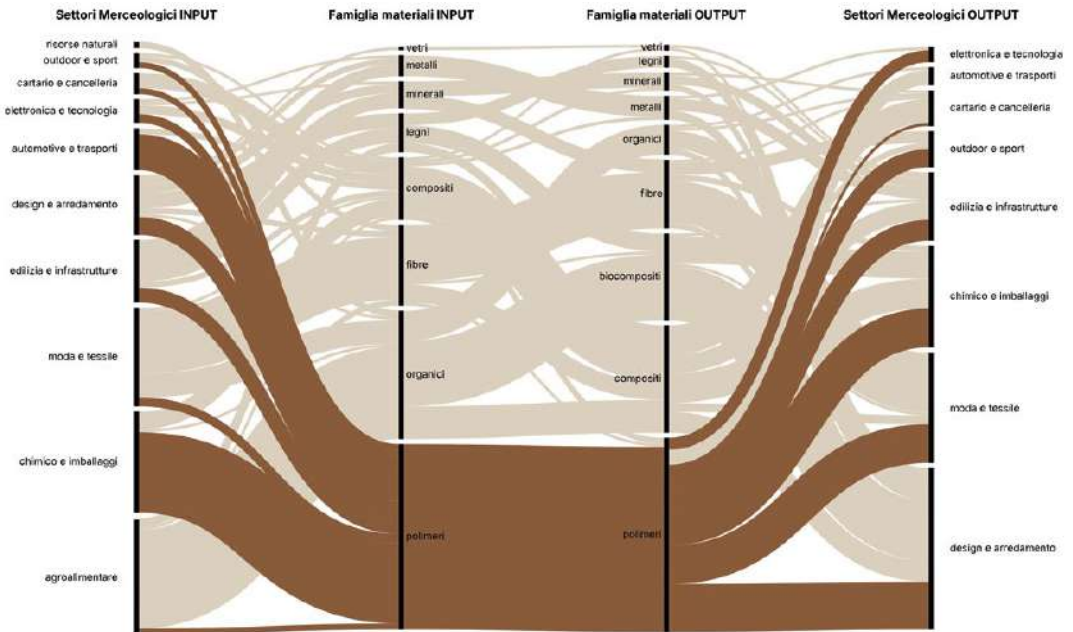 Settori Merceologici INPUT
Famiglia materiali INPUT
Famiglia materiali OUTPUT
Settori Merceologici OUTPUT
risorse naturali
outdoor e sport
cartario e cancelleria
elettronica e tecnologia
automotive e trasporti
design e arredamento
edilizia e infrastrutture
moda e tessile
chimico e imballaggi
agroalimentare
vetri
metalli
minerali
legni
compositi
fibre
organici
polimeri
vetri
legni
minerali
metalli
organici
fibre
biocompositi
compositi
polimeri
elettronica e tecnologia
automotive e trasporti
cartario e cancelleria
outdoor e sport
edilizia e infrastrutture
chimico e imballaggi
moda e tessile
design e arredamento